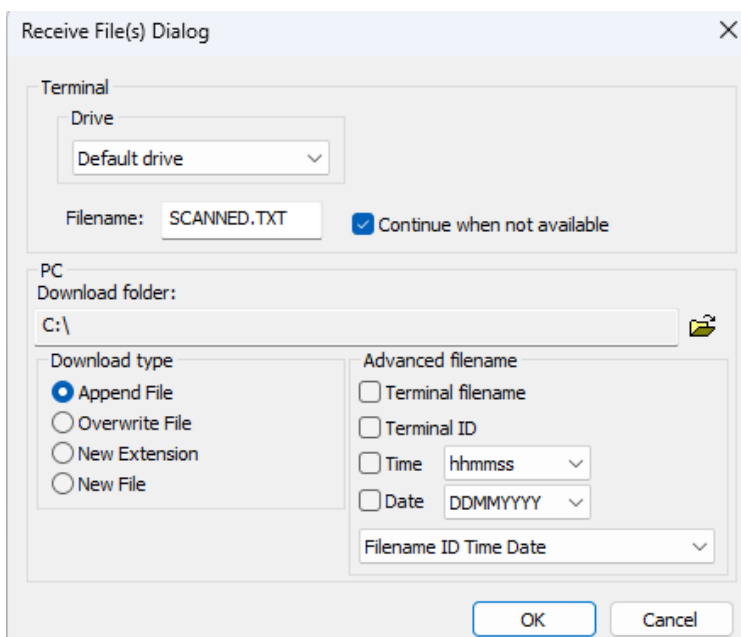 Receive File(s) Dialog
Terminal
Drive
Default drive
Filename: SCANNED.TXT Continue when not available
PC
Download folder:
C:\
Download type
Append File
Overwrite File
New Extension
New File
Advanced filename
Terminal filename
Terminal ID
Time hhmmss
Date DDMMYYYY
Filename ID Time Date
OK Cancel